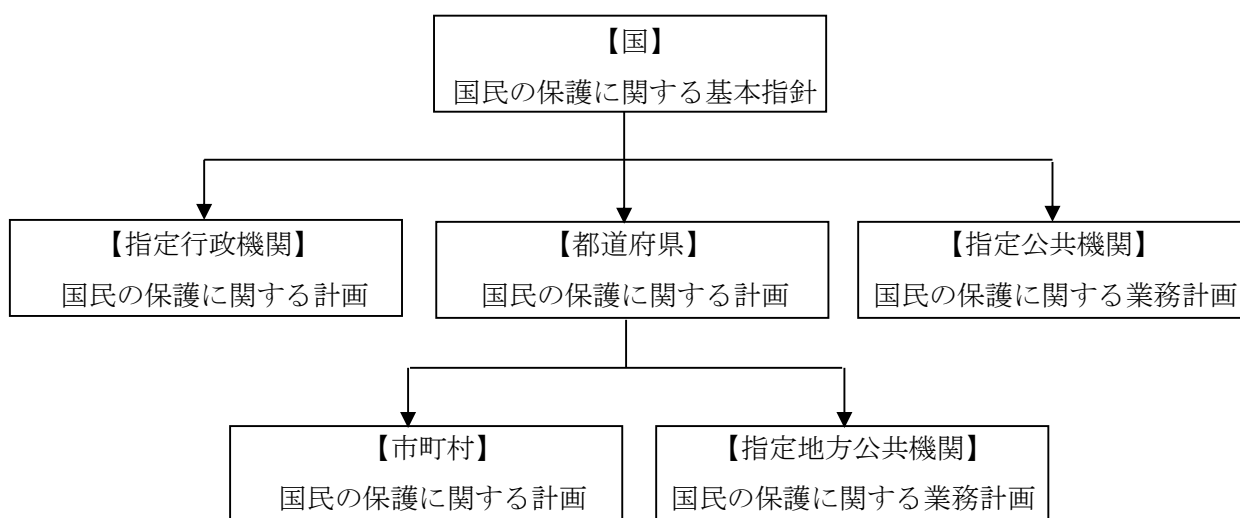 【国】
国民の保護に関する基本指針
【指定行政機関】
国民の保護に関する計画
【都道府県】
国民の保護に関する計画
【指定公共機関】
国民の保護に関する業務計画
【市町村】
国民の保護に関する計画
【指定地方公共機関】
国民の保護に関する業務計画